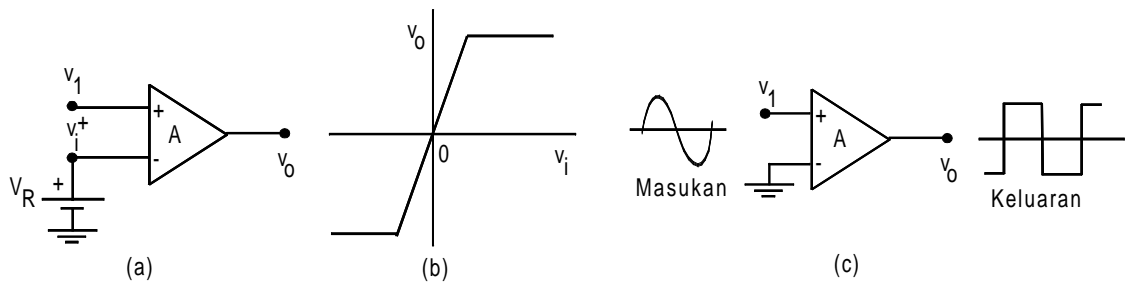 v1
+
A
vi+
-
vo
+
VR
(a)
vo
0
vi
(b)
Masukan
v1
+
A
-
vo
Keluaran
(c)